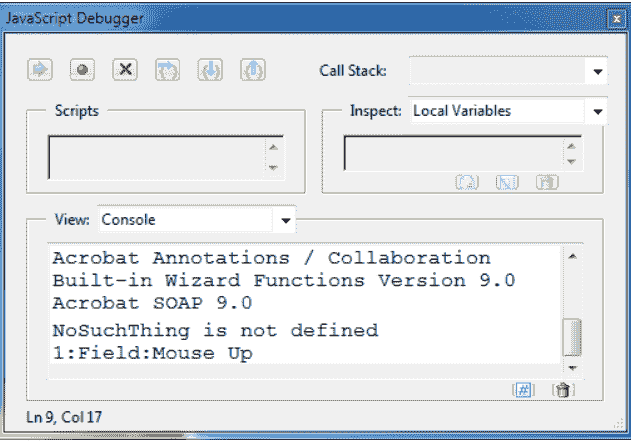 JavaScript Debugger
Call Stack:
Scripts
Inspect: Local Variables
View: Console
Acrobat Annotations / Collaboration
Built-in Wizard Functions Version 9.0
Acrobat SOAP 9.0
NoSuchThing is not defined
1:Field:Mouse Up
Ln 9, Col 17